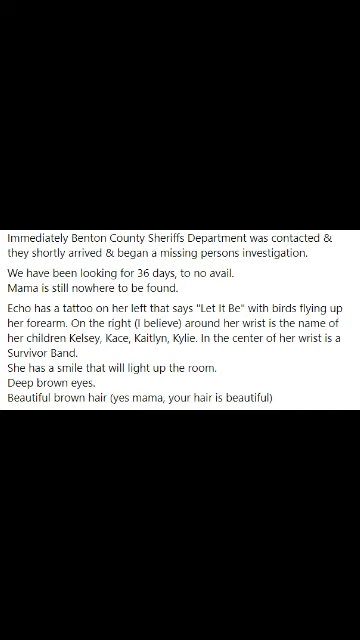 Immediately Benton County Sheriffs Department was contacted &
they shortly arrived & began a missing persons investigation.
We have been looking for 36 days, to no avail.
Mama is still nowhere to be found.
Echo has a tattoo on her left that says "Let It Be" with birds flying up
her forearm. On the right (I believe) around her wrist is the name of
her children Kelsey, Kace, Kaitlyn, Kylie. In the center of her wrist is a
Survivor Band.
She has a smile that will light up the room.
Deep brown eyes.
Beautiful brown hair (yes mama, your hair is beautiful)